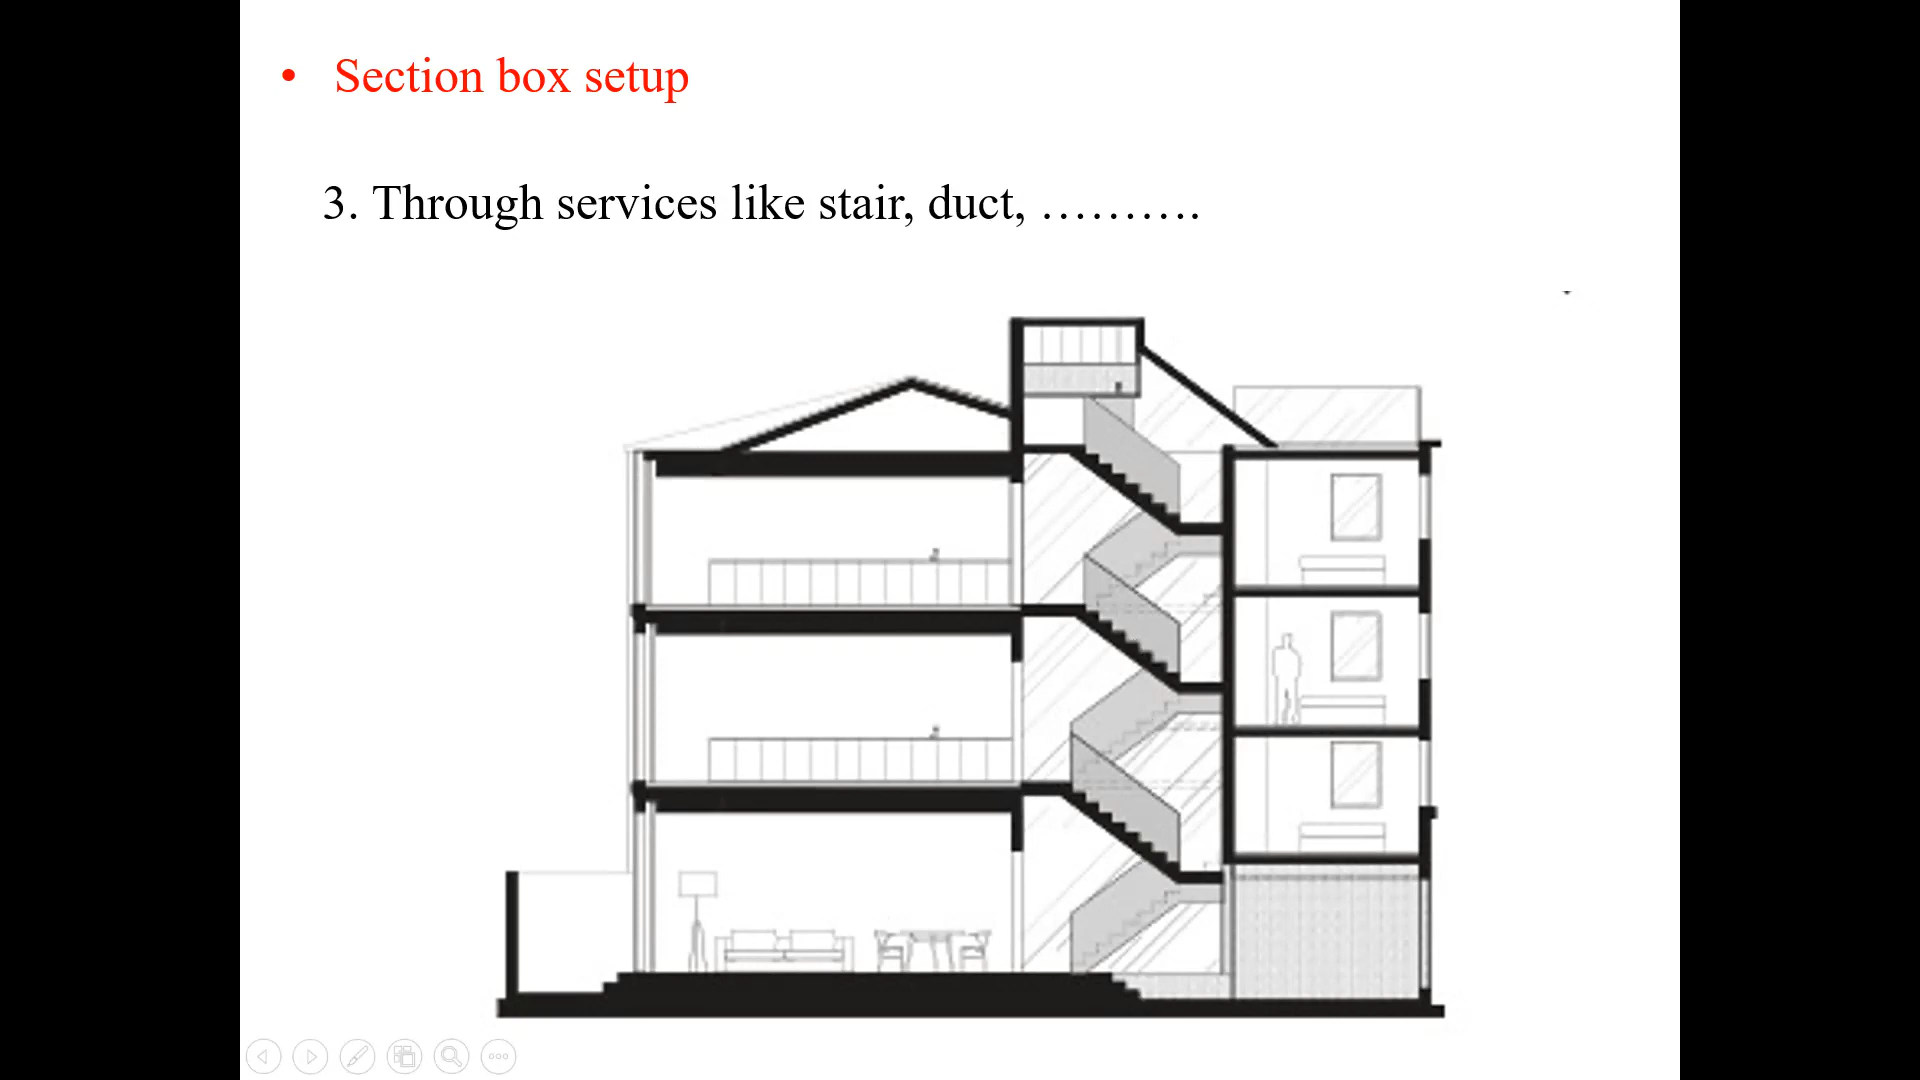 • Section box setup
3. Through services like stair, duct, ……….